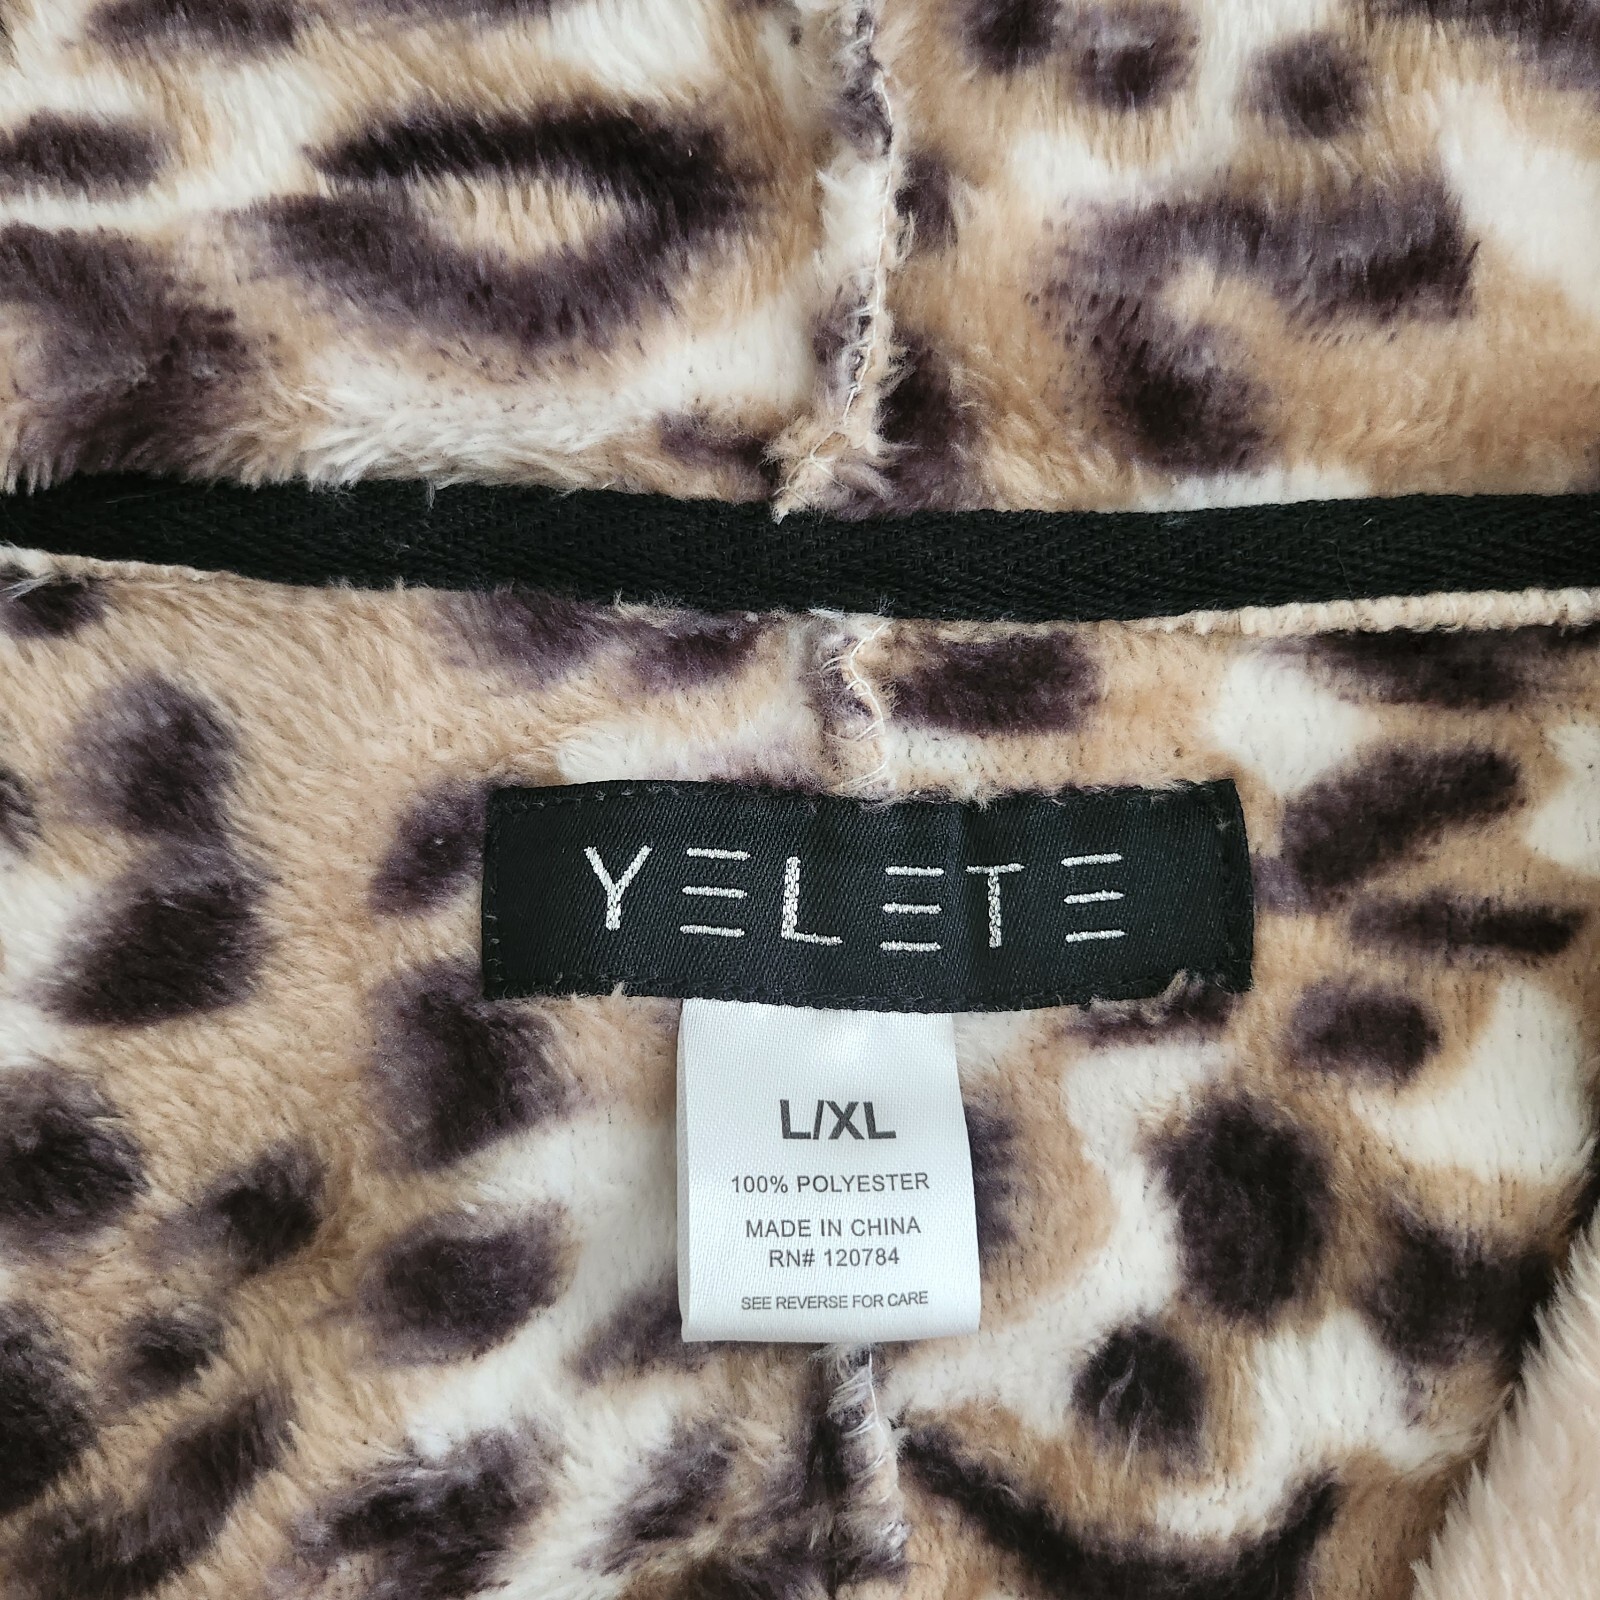 YELETE
L/XL
100% POLYESTER
MADE IN CHINA
RN# 120784
SEE REVERSE FOR CARE